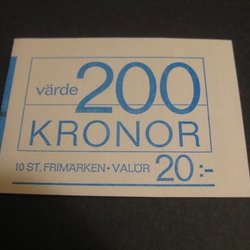 värde 200
KRONOR
10 ST. FRIMÄRKEN · VALÖR 20:-